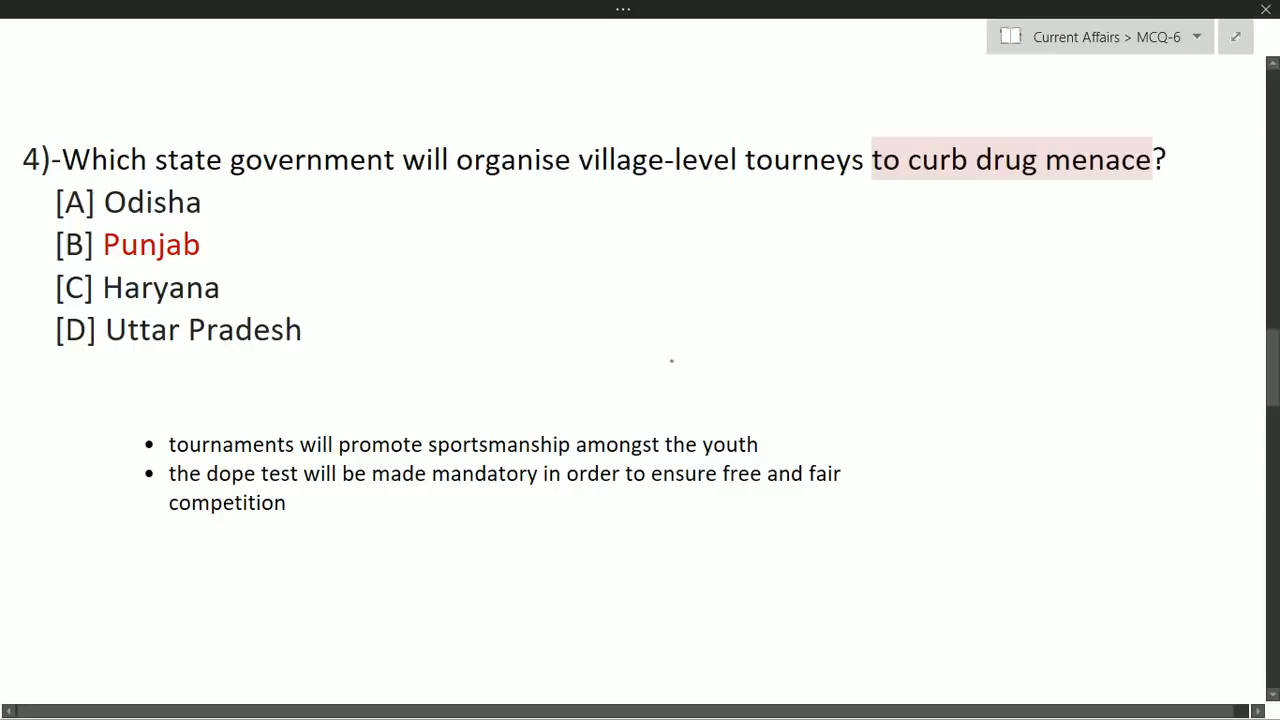 Current Affairs > MCQ-6
4)-Which state government will organise village-level tourneys to curb drug menace?
[A] Odisha
[B] Punjab
[C] Haryana
[D] Uttar Pradesh
• tournaments will promote sportsmanship amongst the youth
• the dope test will be made mandatory in order to ensure free and fair
competition